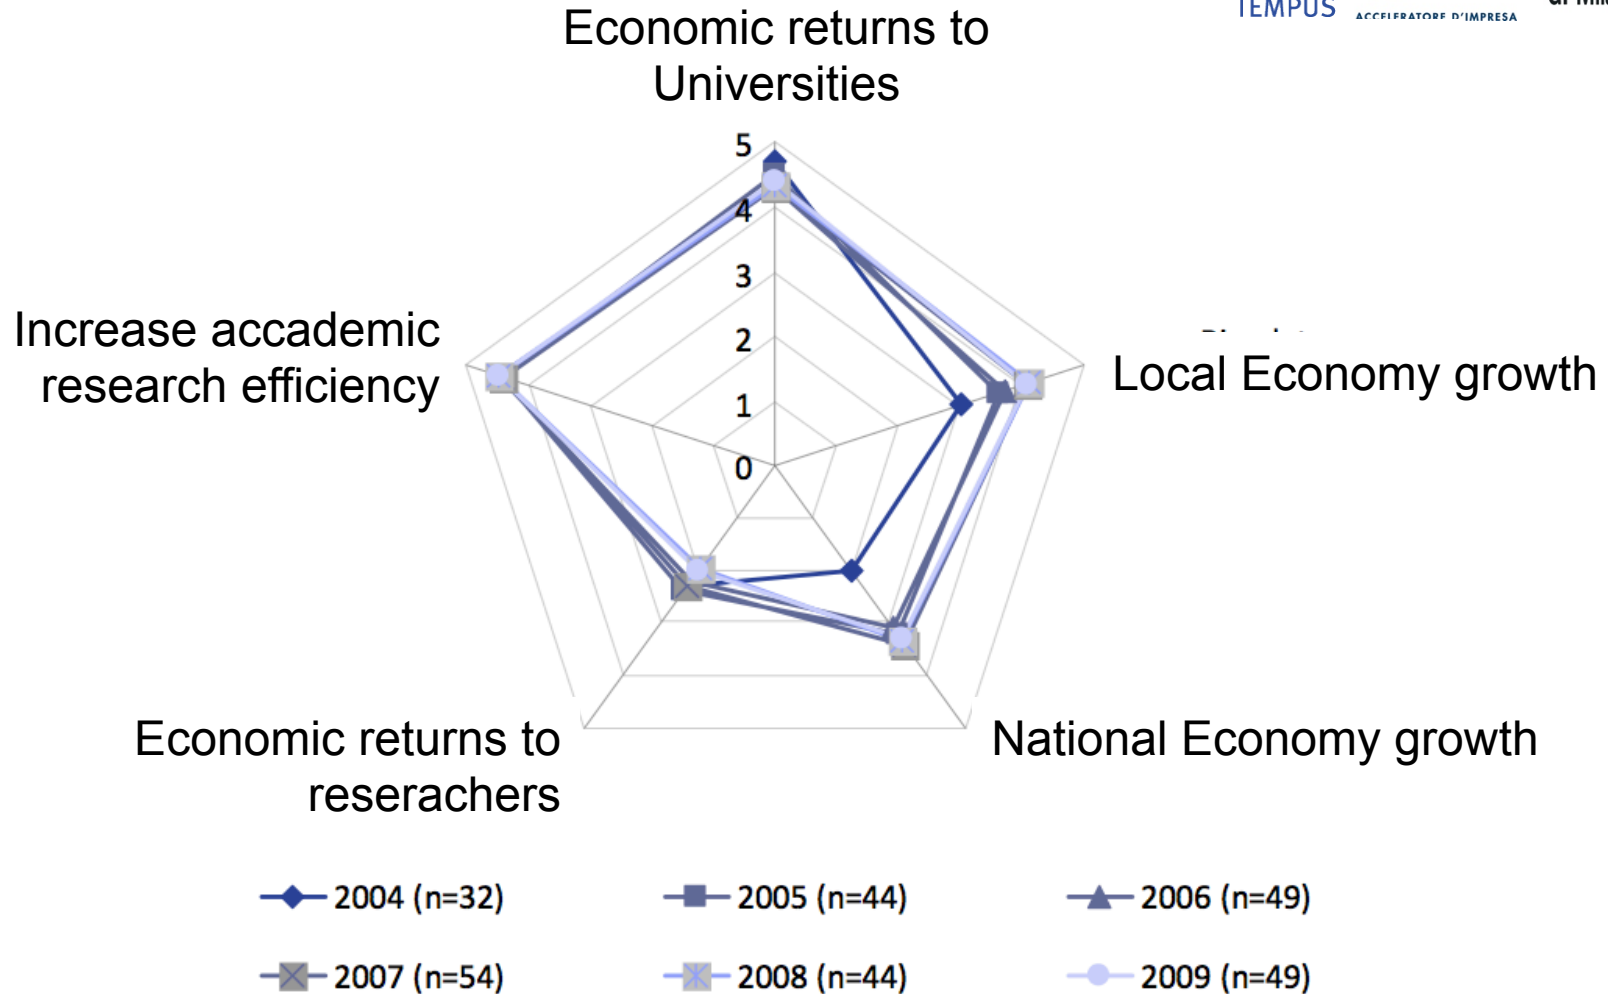 TEMPUS
ACCELERATORE D'IMPRESA
Economic returns to
Universities
5
4
3
2
1
0
Increase accademic
research efficiency
Local Economy growth
Economic returns to
reserachers
National Economy growth
2004 (n=32)
2005 (n=44)
2006 (n=49)
2007 (n=54)
2008 (n=44)
2009 (n=49)